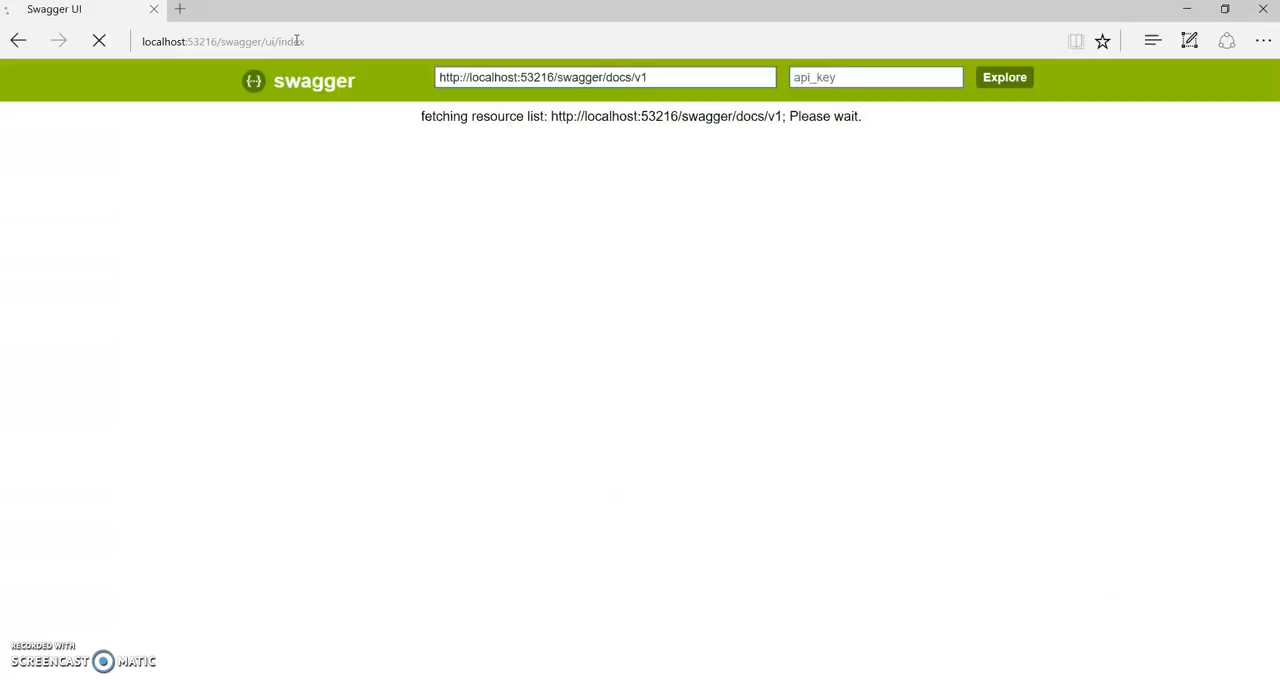 Swagger UI
localhost:53216/swagger/ui/index
swagger
http://localhost:53216/swagger/docs/v1
api_key
Explore
fetching resource list: http://localhost:53216/swagger/docs/v1; Please wait.
RECORDED WITH
SCREENCAST MATIC